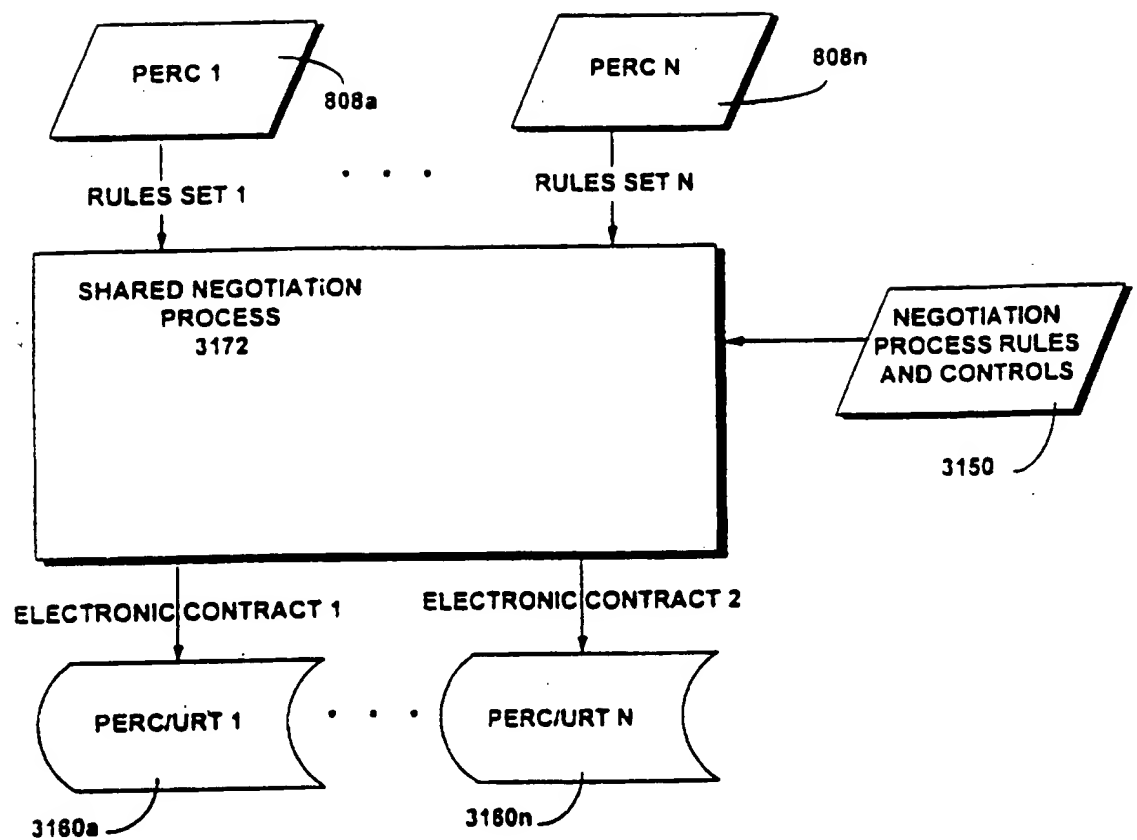 PERC 1
808a
PERC N
808n
RULES SET 1
RULES SET N
SHARED NEGOTIATION
PROCESS
3172
NEGOTIATION
PROCESS RULES
AND CONTROLS
3150
ELECTRONIC CONTRACT 1
ELECTRONIC CONTRACT 2
PERC/URT 1
PERC/URT N
3160a
3160n